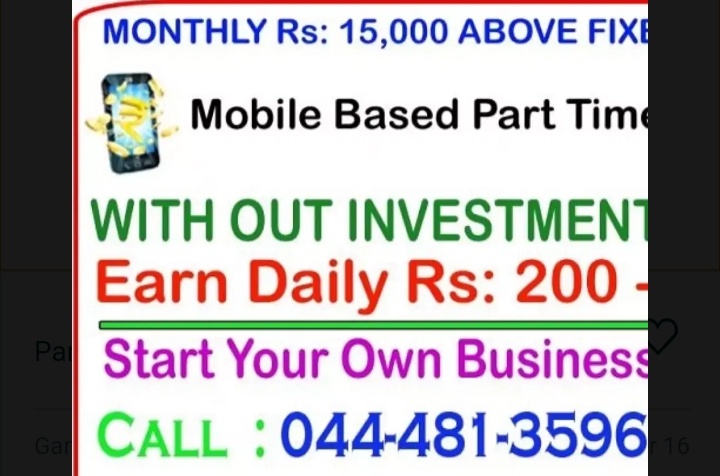 MONTHLY Rs: 15,000 ABOVE FIXE
Mobile Based Part Time
WITH OUT INVESTMENT
Earn Daily Rs: 200 -
Start Your Own Business
CALL : 044-481-3596